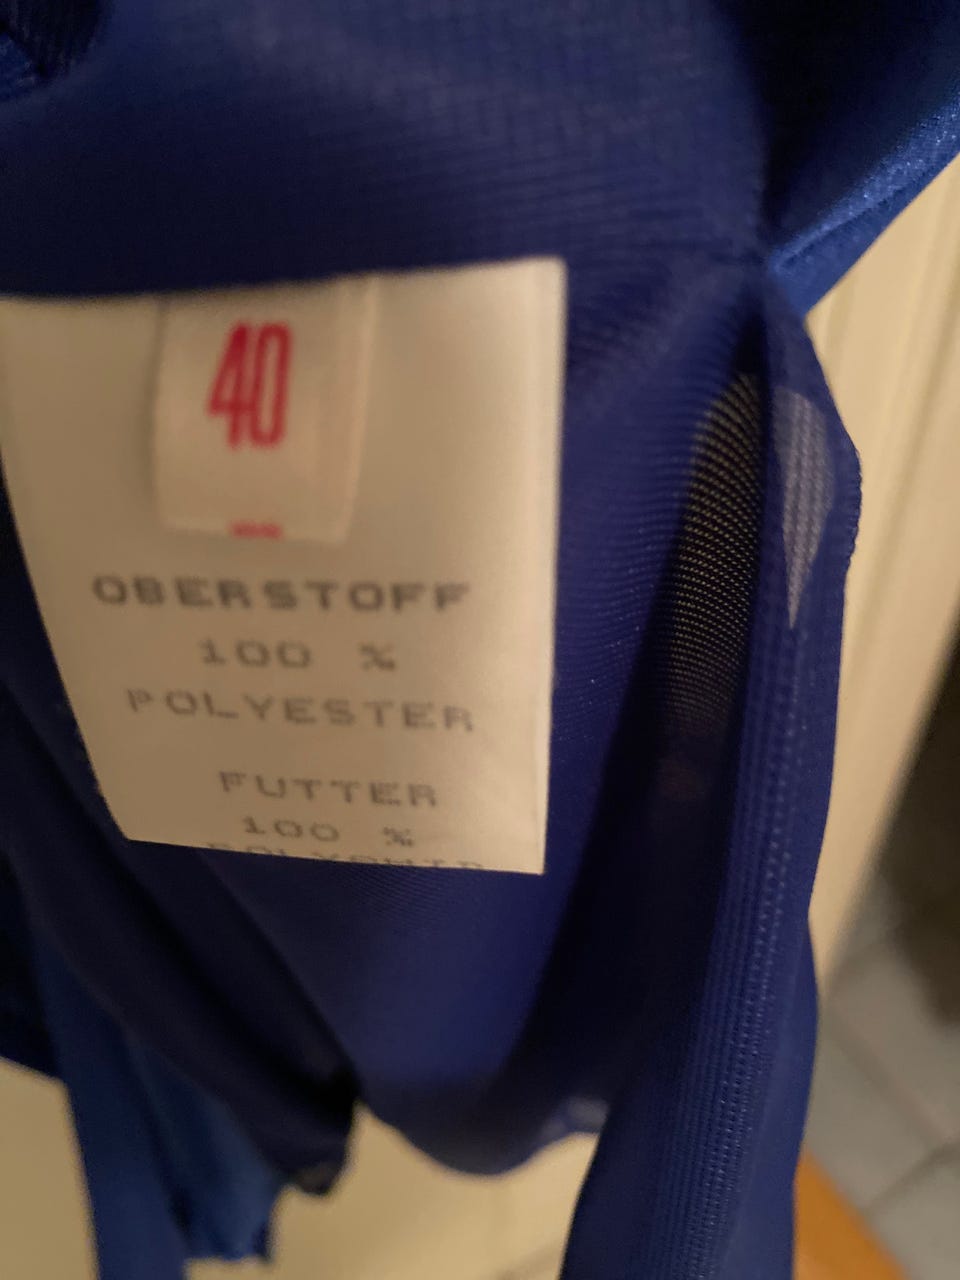 40
OBERSTOFF
100 %
POLYESTER
FUTTER
100 %